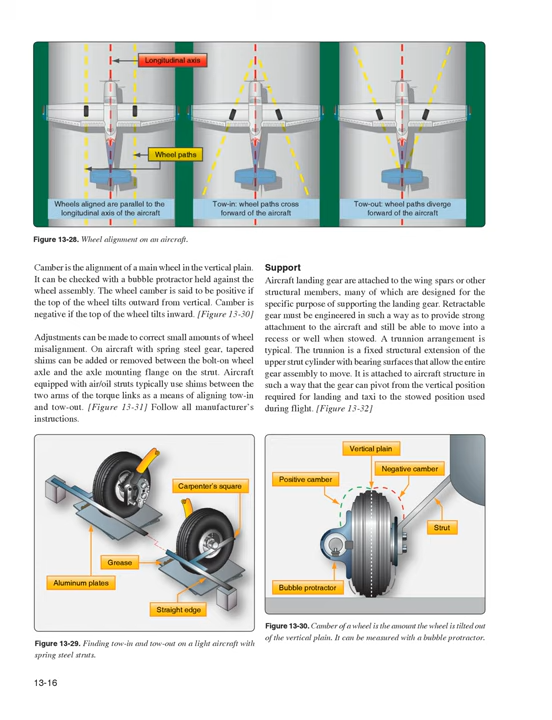 Longitudinal axis
Wheel paths
Wheels aligned are parallel to the
longitudinal axis of the aircraft
Tow-in: wheel paths cross
forward of the aircraft
Tow-out: wheel paths diverge
forward of the aircraft
Figure 13-28. Wheel alignment on an aircraft.
Camber is the alignment of a main wheel in the vertical plain.
It can be checked with a bubble protractor held against the
wheel assembly. The wheel camber is said to be positive if
the top of the wheel tilts outward from vertical. Camber is
negative if the top of the wheel tilts inward. [Figure 13-30]
Adjustments can be made to correct small amounts of wheel
misalignment. On aircraft with spring steel gear, tapered
shims can be added or removed between the bolt-on wheel
axle and the axle mounting flange on the strut. Aircraft
equipped with air/oil struts typically use shims between the
two arms of the torque links as a means of aligning tow-in
and tow-out. [Figure 13-31] Follow all manufacturer's
instructions.
Support
Aircraft landing gear are attached to the wing spars or other
structural members, many of which are designed for the
specific purpose of supporting the landing gear. Retractable
gear must be engineered in such a way as to provide strong
attachment to the aircraft and still be able to move into a
recess or well when stowed. A trunnion arrangement is
typical. The trunnion is a fixed structural extension of the
upper strut cylinder with bearing surfaces that allow the entire
gear assembly to move. It is attached to aircraft structure in
such a way that the gear can pivot from the vertical position
required for landing and taxi to the stowed position used
during flight. [Figure 13-32]
Carpenter's square
Grease
Aluminum plates
Straight edge
Figure 13-29. Finding tow-in and tow-out on a light aircraft with
spring steel struts.
Vertical plain
Negative camber
Positive camber
Strut
Bubble protractor
Figure 13-30. Camber of a wheel is the amount the wheel is tilted out
of the vertical plain. It can be measured with a bubble protractor.
13-16